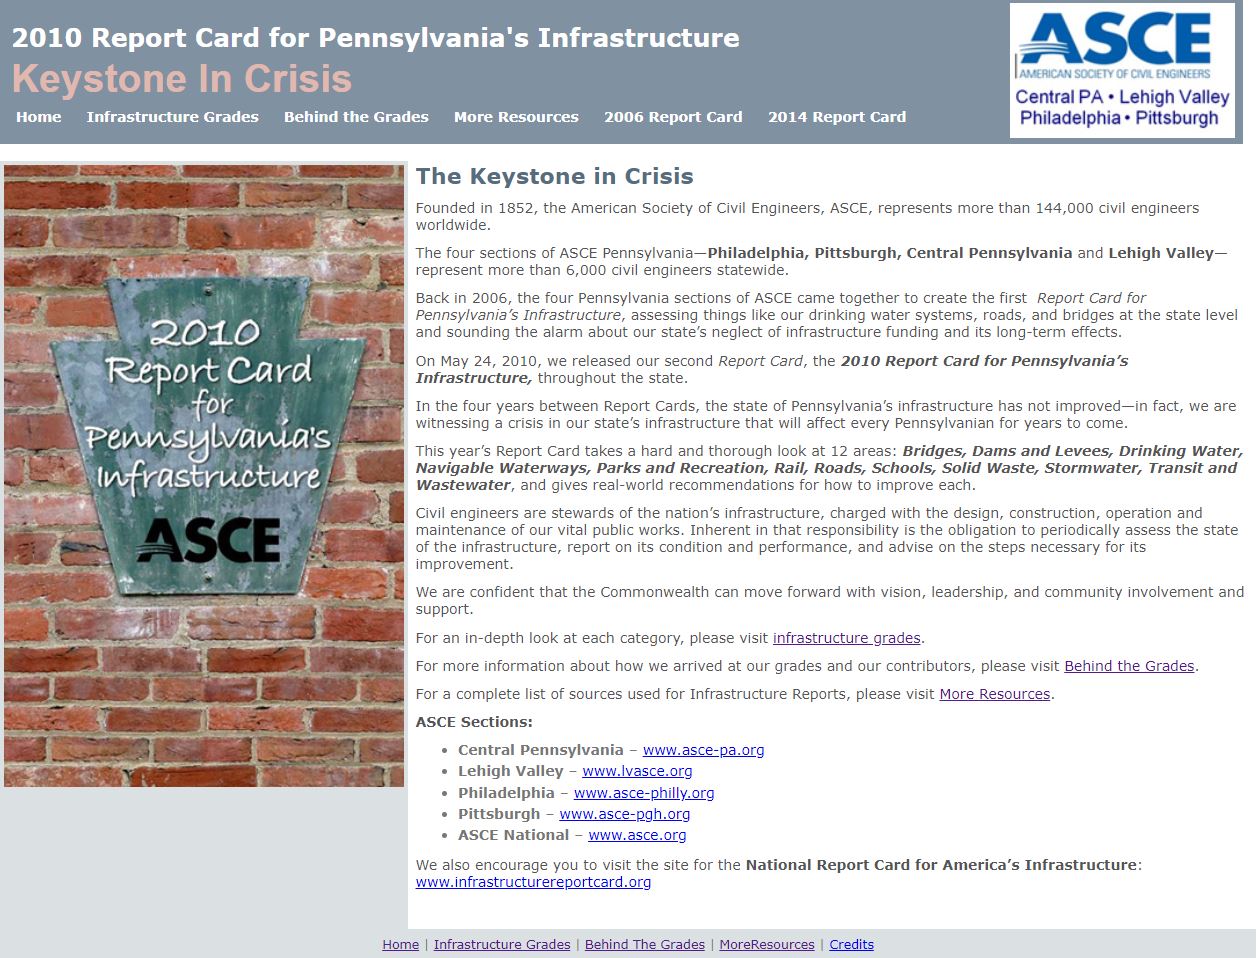 2010 Report Card for Pennsylvania's Infrastructure
Keystone In Crisis
Home Infrastructure Grades Behind the Grades More Resources 2006 Report Card 2014 Report Card
ASCE
AMERICAN SOCIETY OF CIVIL ENGINEERS
Central PA • Lehigh Valley
Philadelphia • Pittsburgh
2010
Report Card
for
Pennsylvania's
Infrastructure
ASCE
The Keystone in Crisis
Founded in 1852, the American Society of Civil Engineers, ASCE, represents more than 144,000 civil engineers
worldwide.
The four sections of ASCE Pennsylvania—Philadelphia, Pittsburgh, Central Pennsylvania and Lehigh Valley—
represent more than 6,000 civil engineers statewide.
Back in 2006, the four Pennsylvania sections of ASCE came together to create the first Report Card for
Pennsylvania’s Infrastructure, assessing things like our drinking water systems, roads, and bridges at the state level
and sounding the alarm about our state’s neglect of infrastructure funding and its long-term effects.
On May 24, 2010, we released our second Report Card, the 2010 Report Card for Pennsylvania’s
Infrastructure, throughout the state.
In the four years between Report Cards, the state of Pennsylvania’s infrastructure has not improved—in fact, we are
witnessing a crisis in our state’s infrastructure that will affect every Pennsylvanian for years to come.
This year’s Report Card takes a hard and thorough look at 12 areas: Bridges, Dams and Levees, Drinking Water,
Navigable Waterways, Parks and Recreation, Rail, Roads, Schools, Solid Waste, Stormwater, Transit and
Wastewater, and gives real-world recommendations for how to improve each.
Civil engineers are stewards of the nation’s infrastructure, charged with the design, construction, operation and
maintenance of our vital public works. Inherent in that responsibility is the obligation to periodically assess the state
of the infrastructure, report on its condition and performance, and advise on the steps necessary for its
improvement.
We are confident that the Commonwealth can move forward with vision, leadership, and community involvement and
support.
For an in-depth look at each category, please visit infrastructure grades.
For more information about how we arrived at our grades and our contributors, please visit Behind the Grades.
For a complete list of sources used for Infrastructure Reports, please visit More Resources.
ASCE Sections:
• Central Pennsylvania – www.asce-pa.org
• Lehigh Valley – www.lvasce.org
• Philadelphia – www.asce-philly.org
• Pittsburgh – www.asce-pgh.org
• ASCE National – www.asce.org
We also encourage you to visit the site for the National Report Card for America’s Infrastructure:
www.infrastructurereportcard.org
Home | Infrastructure Grades | Behind The Grades | MoreResources | Credits